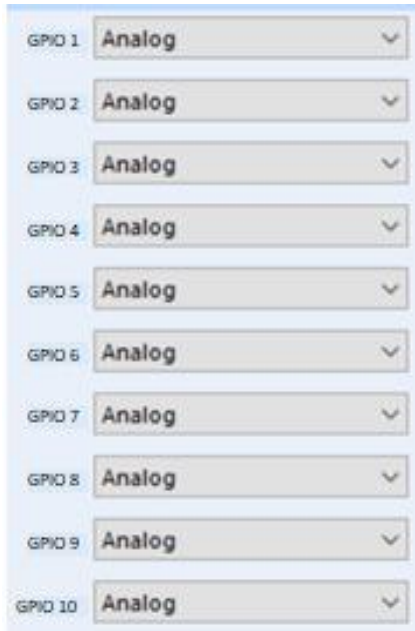 GPIO 1 Analog
GPIO 2 Analog
GPIO 3 Analog
GPIO 4 Analog
GPIO 5 Analog
GPIO 6 Analog
GPIO 7 Analog
GPIO 8 Analog
GPIO 9 Analog
GPIO 10 Analog